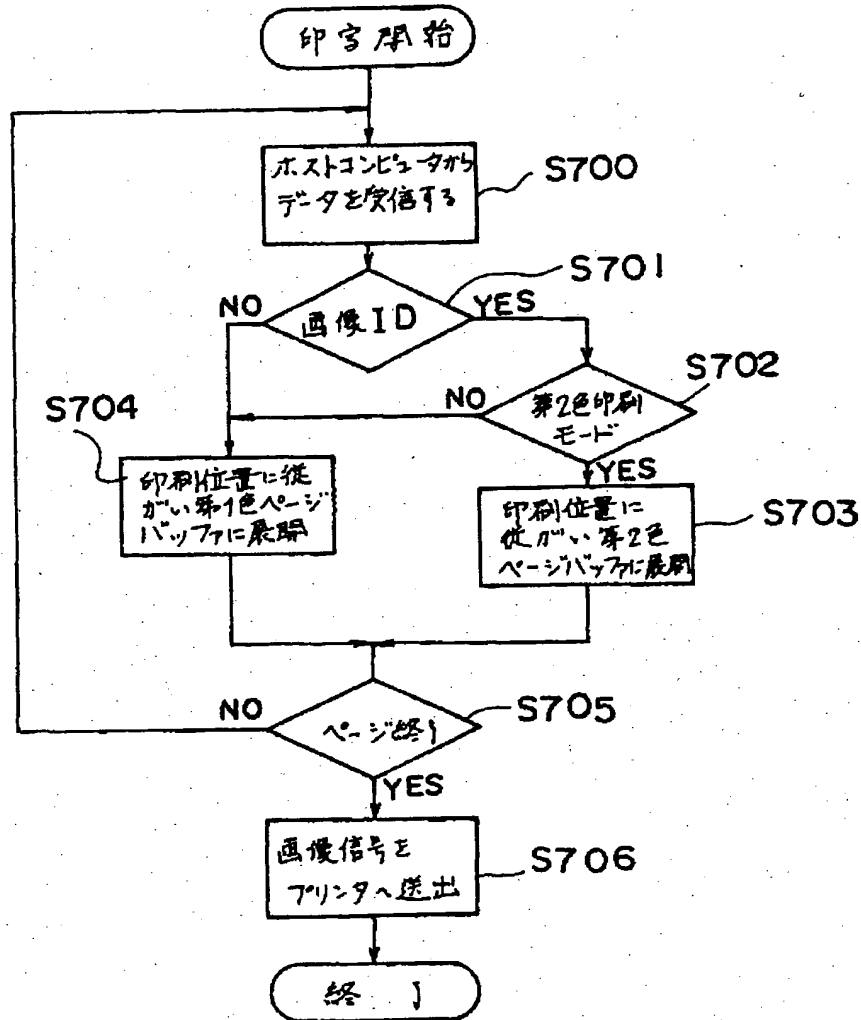 印字開始
ホストコンピュータから
データを受信する
S700
S701
画像ID
NO
YES
S702
第2色印刷
モード
NO
YES
S704
印刷位置に従
がい第1色ページ
バッファに展開
印刷位置に
従がい第2色
ページバッファに展開
S703
ページ終り
NO
S705
YES
画像信号を
プリンタへ送出
S706
終了